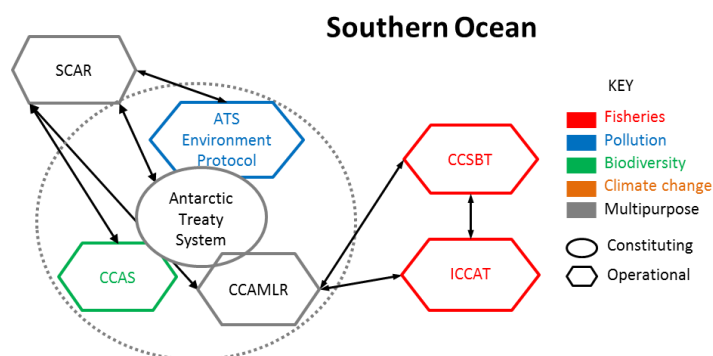 Southern Ocean
SCAR
ATS
Environment
Protocol
Antarctic
Treaty
System
CCAS
CCAMLR
CCSBT
ICCAT
KEY
Fisheries
Pollution
Biodiversity
Climate change
Multipurpose
Constituting
Operational